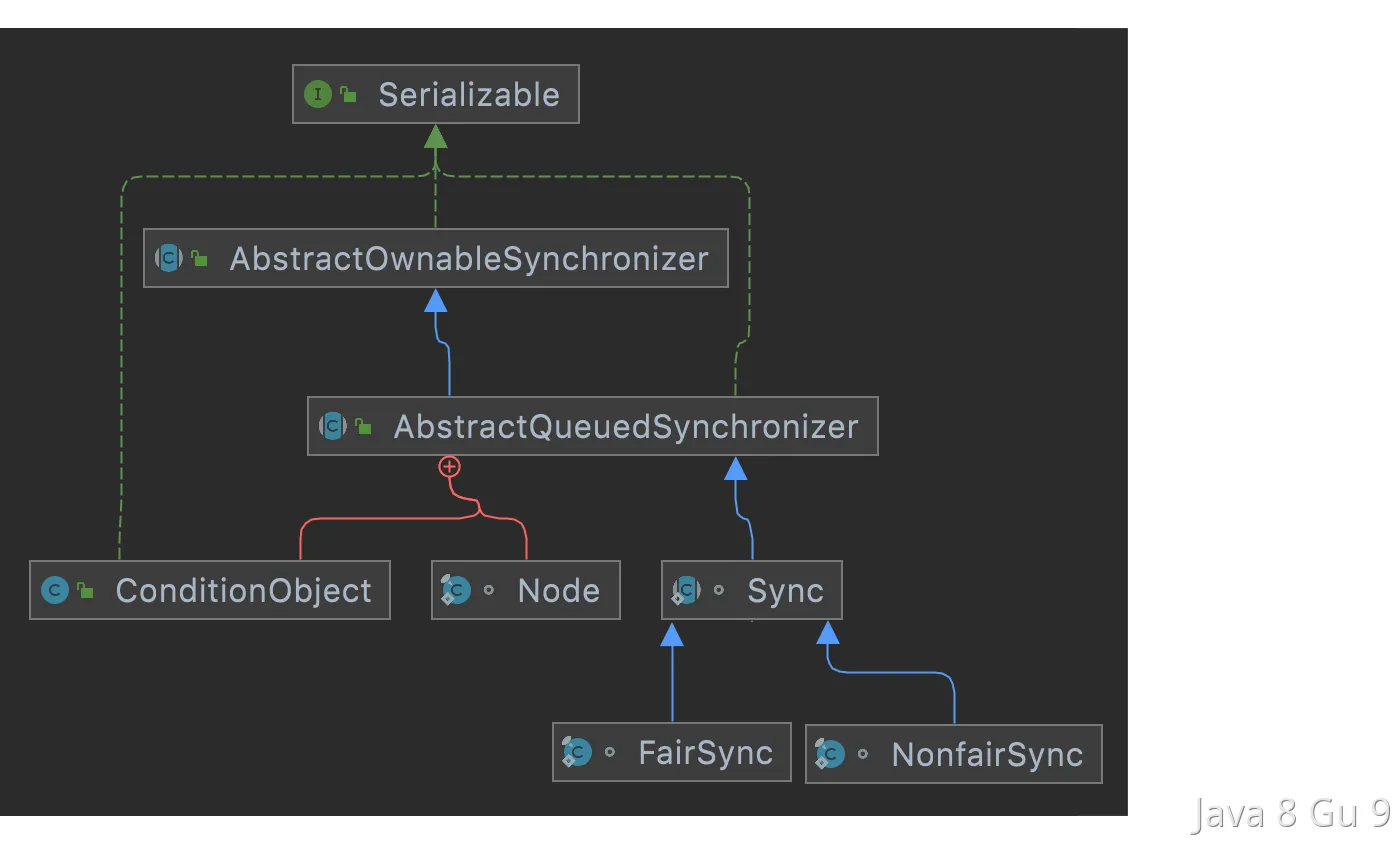 Serializable
AbstractOwnableSynchronizer
AbstractQueuedSynchronizer
ConditionObject
Node
Sync
FairSync
NonfairSync
Java 8 Gu 9